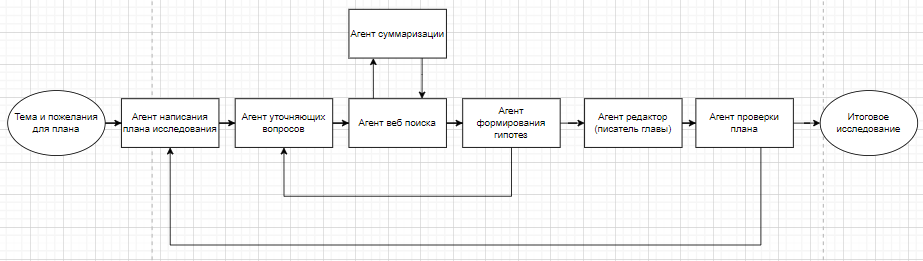 Агент суммаризации
Тема и пожелания
для плана
Агент написания
плана исследования
Агент уточняющих
вопросов
Агент веб поиска
Агент
формирования
гипотез
Агент редактор
(писатель главы)
Агент проверки
плана
Итоговое
исследование